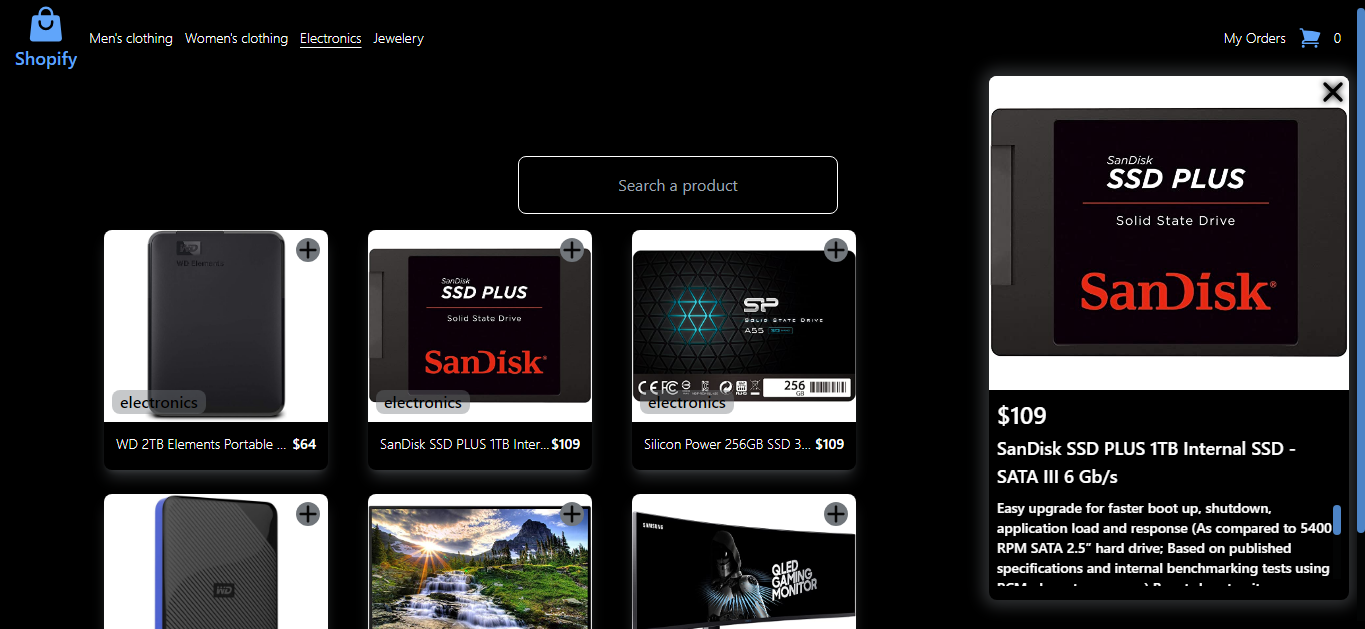 Shopify
Men's clothing Women's clothing Electronics Jewelery
My Orders 0
Search a product
WD
WD Elements
electronics
WD 2TB Elements Portable ... $64
SanDisk
SSD PLUS
Solid State Drive
SanDisk®
electronics
SanDisk SSD PLUS 1TB Inter... $109
SP
SOLID STATE DRIVE
A55
256
GB
electronics
Silicon Power 256GB SSD 3... $109
WD
SAMSUNG
QLED
GAMING
MONITOR
SanDisk
SSD PLUS
Solid State Drive
SanDisk®
$109
SanDisk SSD PLUS 1TB Internal SSD -
SATA III 6 Gb/s
Easy upgrade for faster boot up, shutdown,
application load and response (As compared to 5400
RPM SATA 2.5” hard drive; Based on published
specifications and internal benchmarking tests using